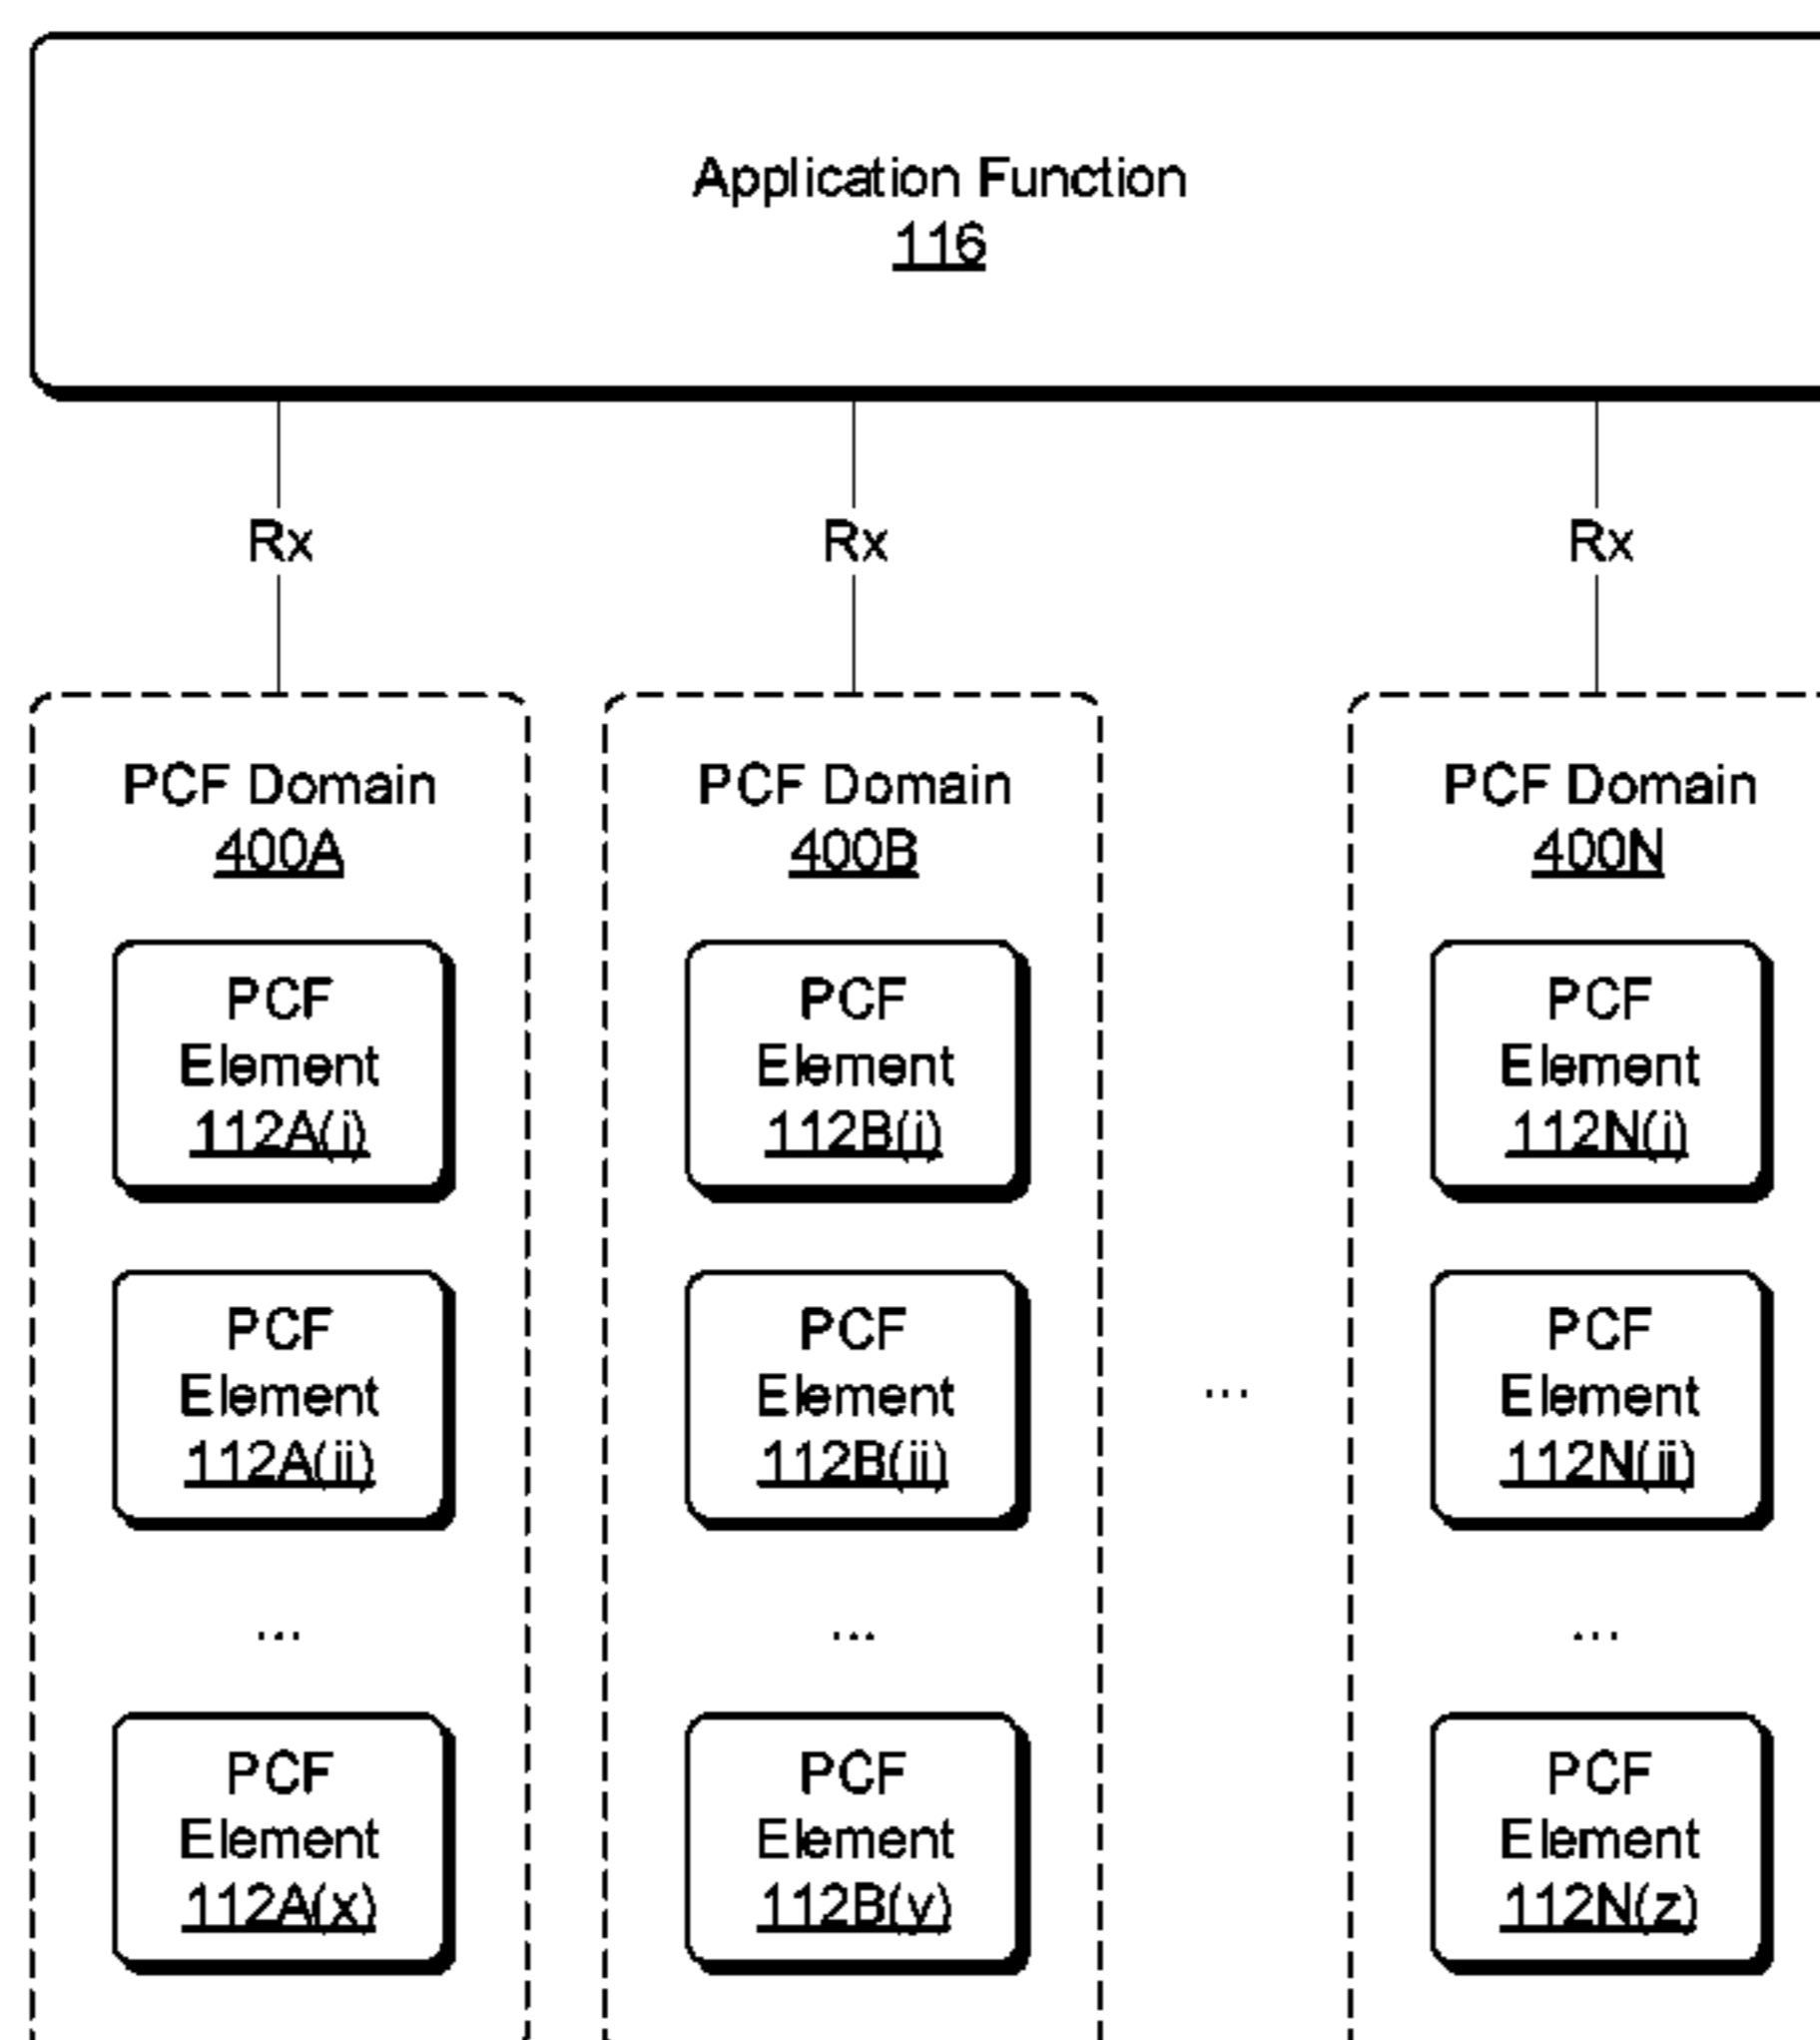 Application Function
116
Rx
Rx
Rx
PCF Domain
400A
PCF Element
112A(i)
PCF Element
112A(ii)
...
PCF Element
112A(x)
PCF Domain
400B
PCF Element
112B(i)
PCF Element
112B(ii)
...
PCF Element
112B(y)
...
PCF Domain
400N
PCF Element
112N(i)
PCF Element
112N(ii)
...
PCF Element
112N(z)